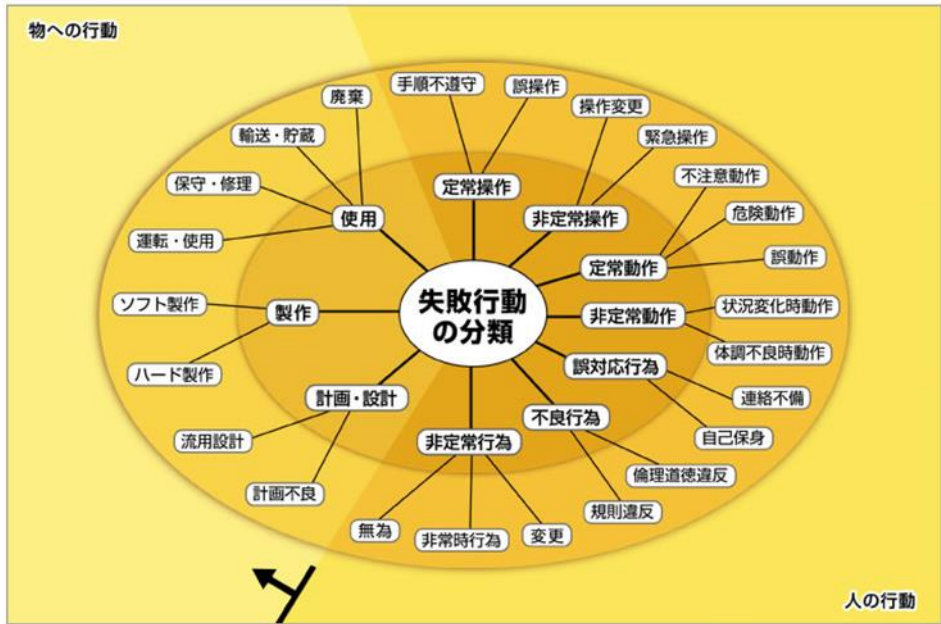 物への行動
手順不遵守
誤操作
廃棄
操作変更
輸送・貯蔵
緊急操作
保守・修理
定常操作
不注意動作
使用
非定常操作
危険動作
運転・使用
定常動作
誤動作
ソフト製作
製作
失敗行動
の分類
非定常動作
状況変化時動作
体調不良時動作
ハード製作
誤対応行為
計画・設計
連絡不備
不良行為
流用設計
非定常行為
自己保身
倫理道徳違反
計画不良
規則違反
無為
非常時行為
変更
人の行動